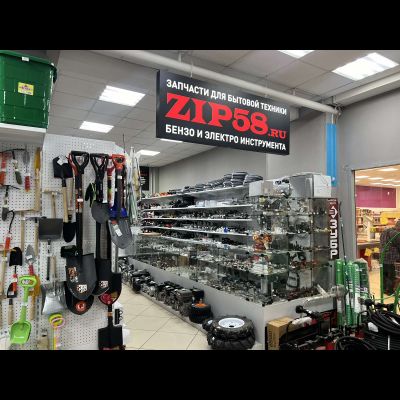 ЗАПЧАСТИ ДЛЯ БЫТОВОЙ ТЕХНИКИ
ZIP58.RU
БЕНЗО И ЭЛЕКТРО ИНСТРУМЕНТА